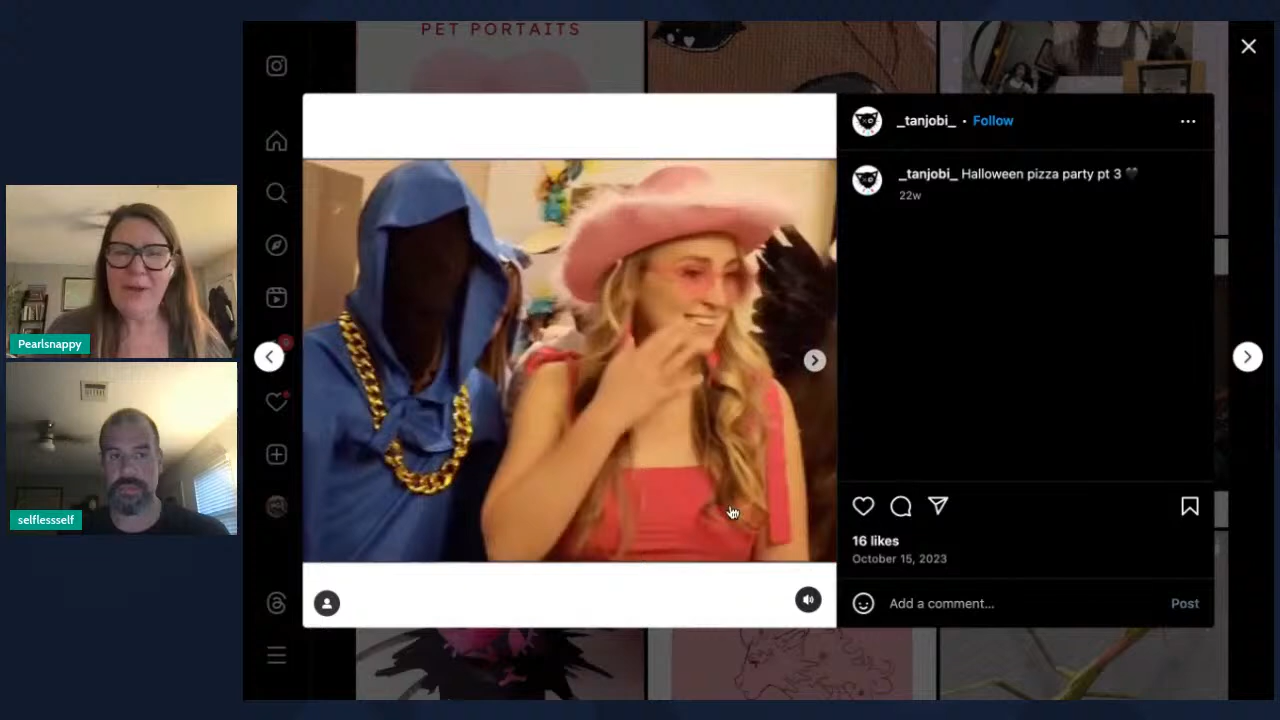 PET PORTAITS
_tanjobi_ • Follow
_tanjobi_ Halloween pizza party pt 3 🖤
22w
Pearlsnappy
selflessself
16 likes
October 15, 2023
Add a comment...
Post